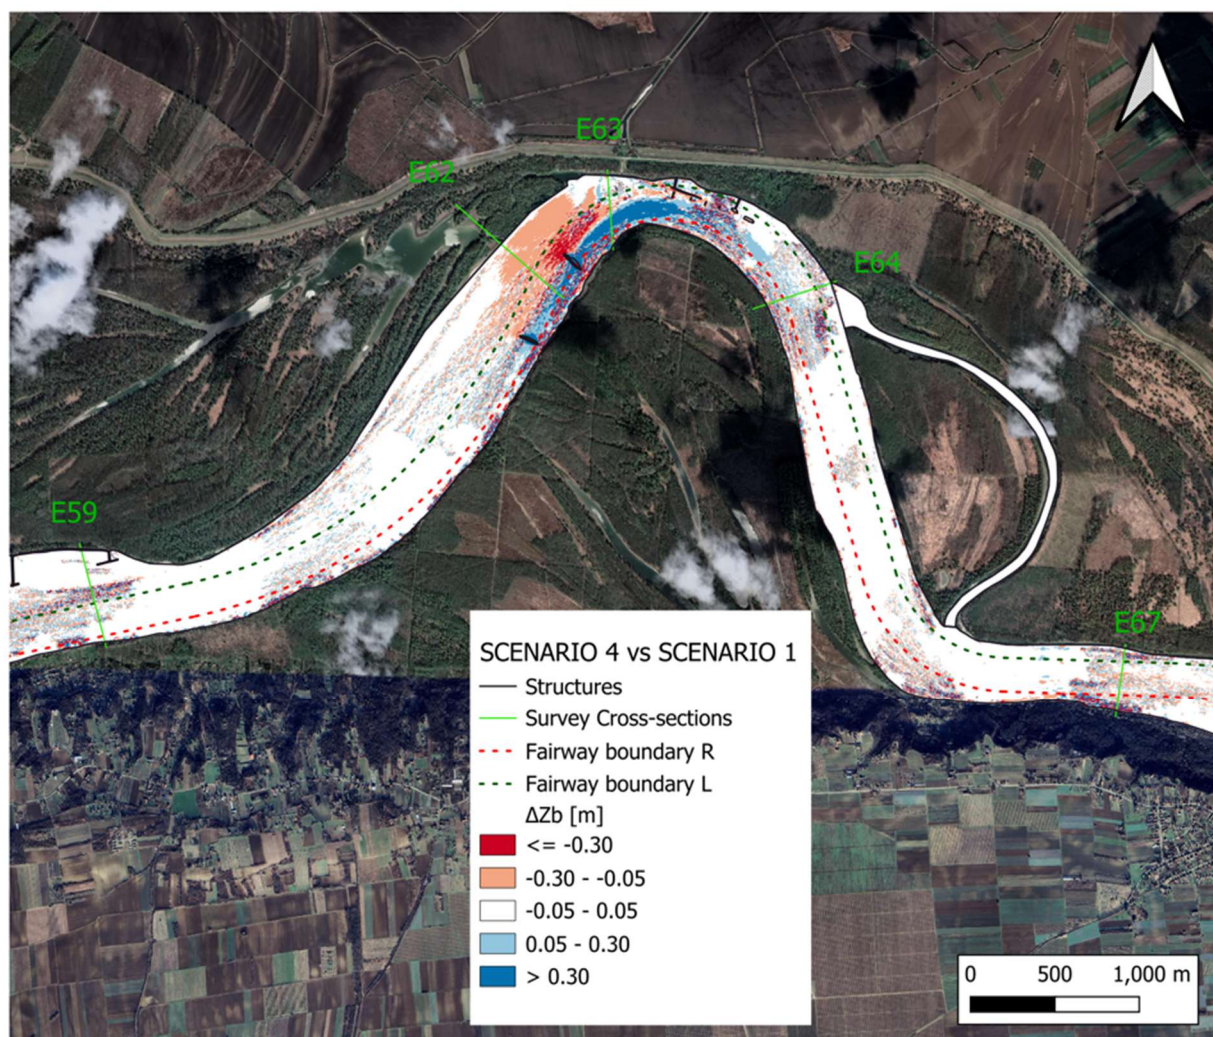 E63
E62
E64
E59
E67
SCENARIO 4 vs SCENARIO 1
Structures
Survey Cross-sections
Fairway boundary R
Fairway boundary L
ΔZb [m]
<= -0.30
-0.30 - -0.05
-0.05 - 0.05
0.05 - 0.30
> 0.30
0 500 1,000 m